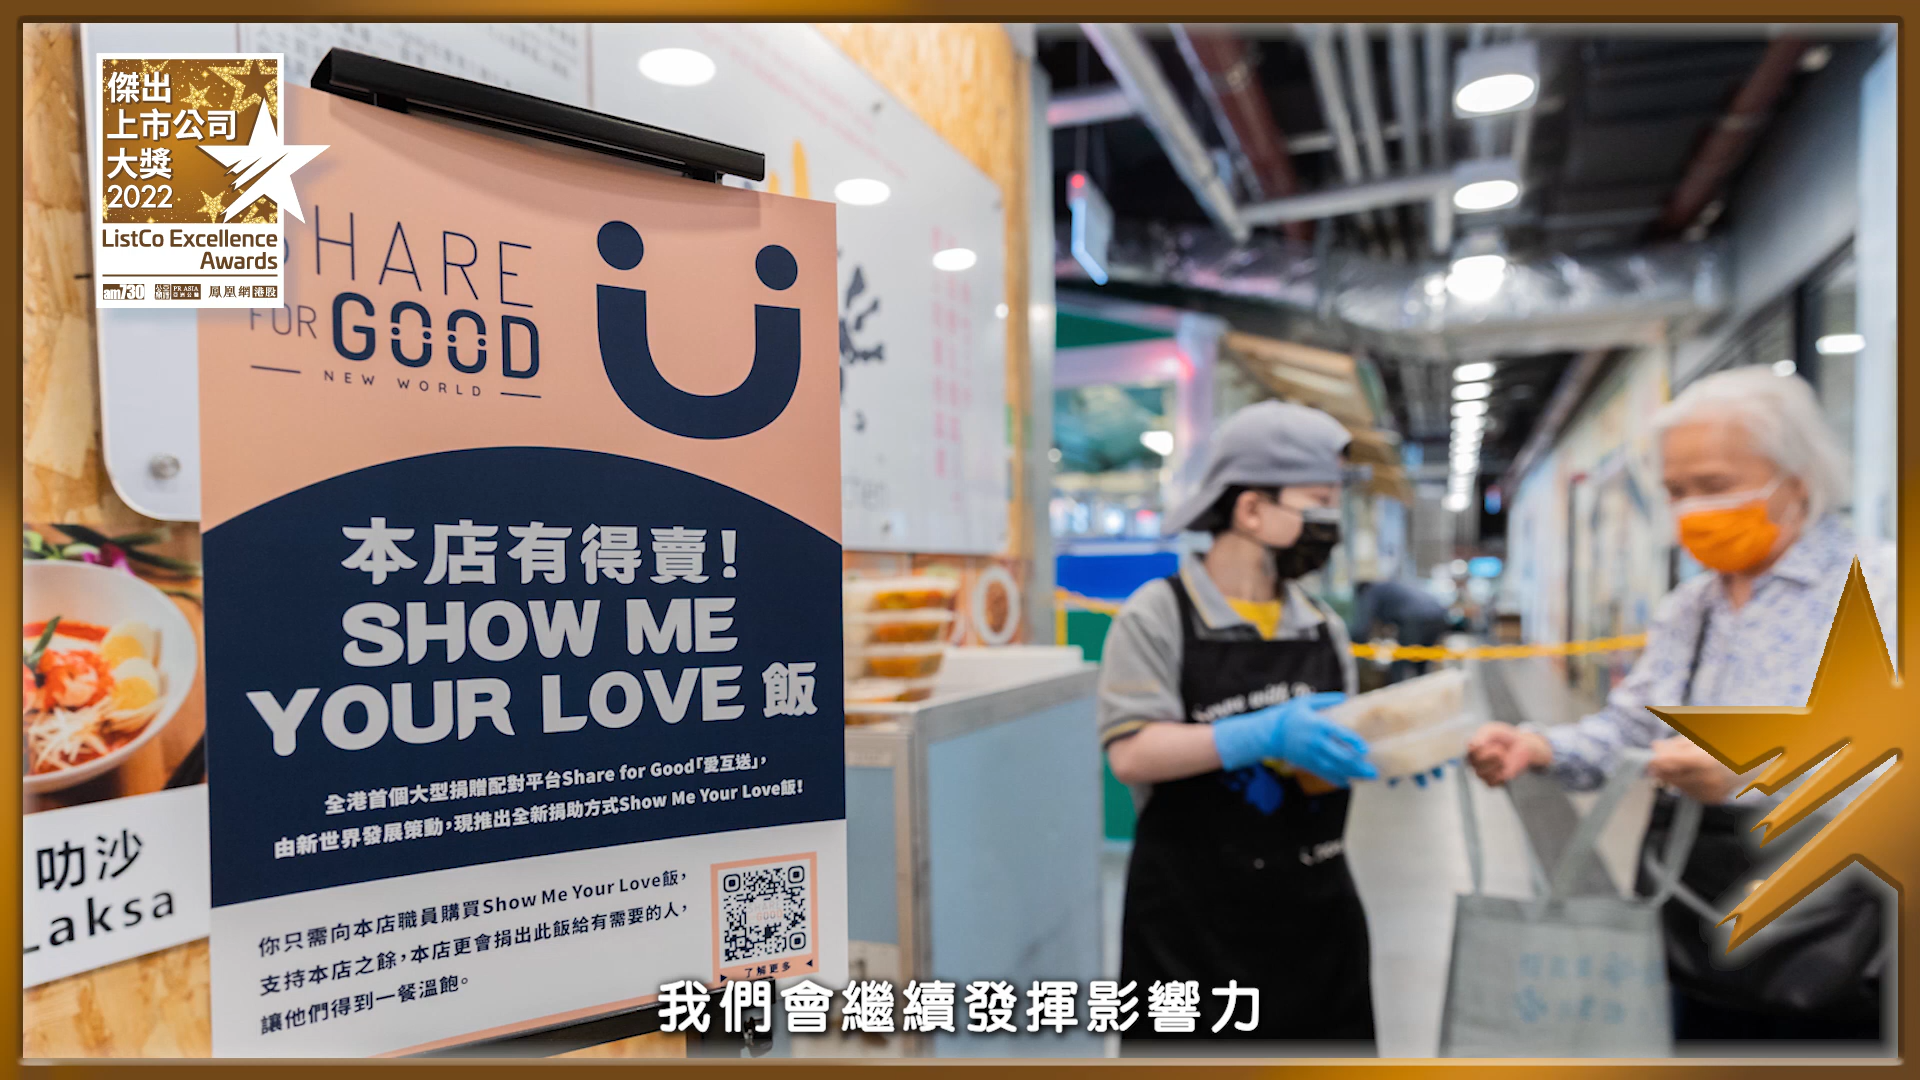 傑出
上市公司
大獎
2022
ListCo Excellence
Awards
am730
PR ASIA
亞洲公關
鳳凰網港股
SHARE
FOR GOOD
NEW WORLD
本店有得賣!
SHOW ME
YOUR LOVE 飯
全港首個大型捐贈配對平台Share for Good「愛互送」,
由新世界發展策動,現推出全新捐助方式Show Me Your Love飯!
你只需向本店職員購買Show Me Your Love飯,
支持本店之餘,本店更會捐出此飯給有需要的人,
讓他們得到一餐溫飽。
了解更多
叻沙
Laksa
我們會繼續發揮影響力